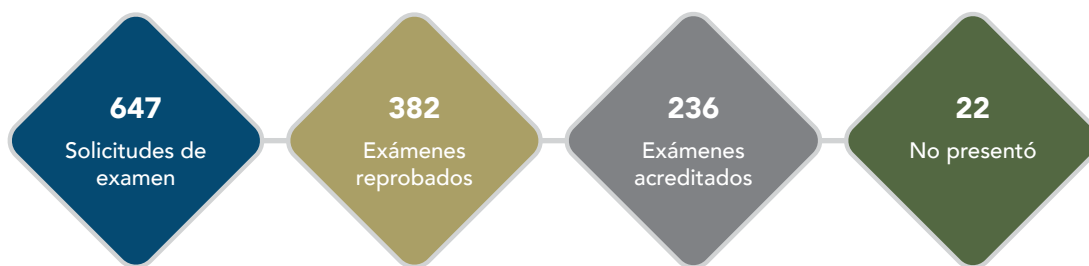 647
Solicitudes de
examen
382
Exámenes
reprobados
236
Exámenes
acreditados
22
No presentó